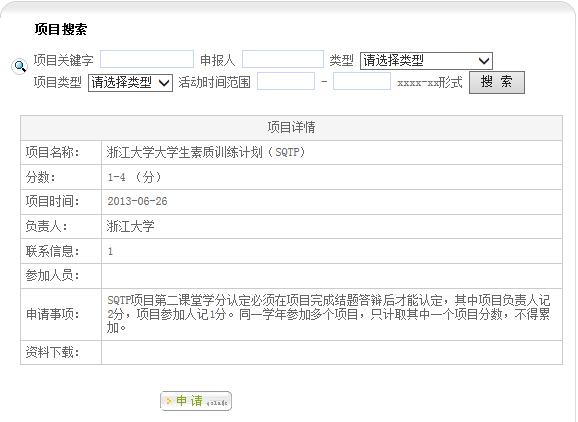 项目搜索
项目关键字 申报人 类型 请选择类型
项目类型 请选择类型 活动时间范围 - xxxx-xx形式 搜 索
项目详情
项目名称: 浙江大学大学生素质训练计划（SQTP）
分数: 1-4 （分）
项目时间: 2013-06-26
负责人: 浙江大学
联系信息: 1
参加人员:
申请事项: SQTP项目第二课堂学分认定必须在项目完成结题答辩后才能认定，其中项目负责人记
2分，项目参加人记1分。同一学年参加多个项目，只计取其中一个项目分数，不得累
加。
资料下载:
申 请